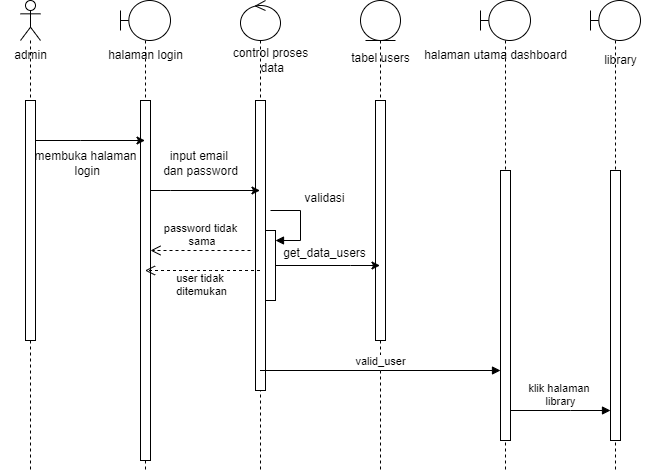 admin
halaman login
control proses
data
tabel users
halaman utama dashboard
library
membuka halaman
login
input email
dan password
validasi
password tidak
sama
get_data_users
user tidak
ditemukan
valid_user
klik halaman
library